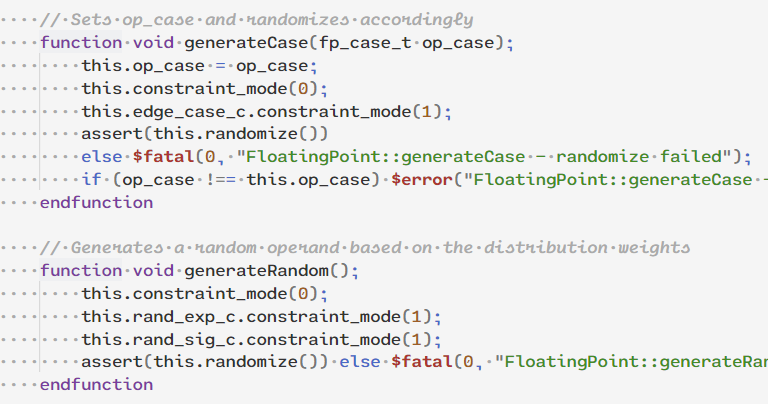 // Sets op_case and randomizes accordingly
function void generateCase(fp_case_t op_case);
this.op_case = op_case;
this.constraint_mode(0);
this.edge_case_c.constraint_mode(1);
assert(this.randomize())
else $fatal(0, "FloatingPoint::generateCase - randomize failed");
if (op_case !== this.op_case) $error("FloatingPoint::generateCase -
endfunction
// Generates a random operand based on the distribution weights
function void generateRandom();
this.constraint_mode(0);
this.rand_exp_c.constraint_mode(1);
this.rand_sig_c.constraint_mode(1);
assert(this.randomize()) else $fatal(0, "FloatingPoint::generateRa
endfunction